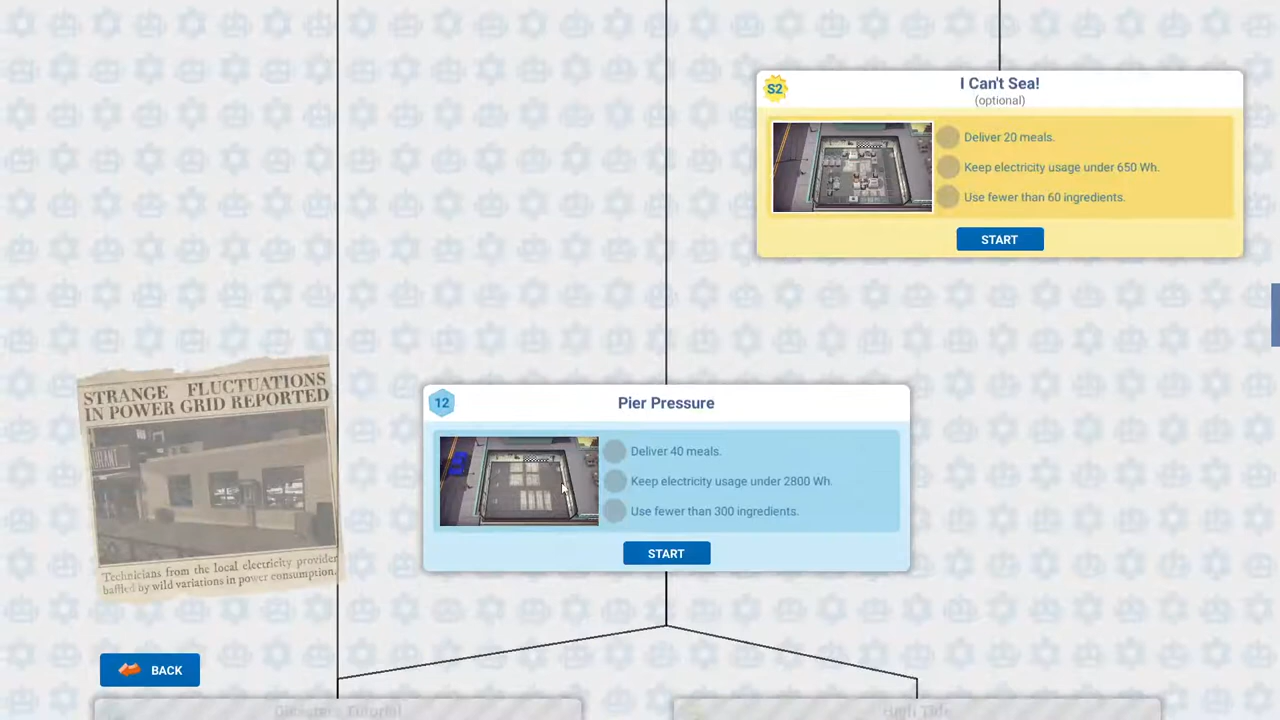 S2
I Can't Sea!
(optional)
Deliver 20 meals.
Keep electricity usage under 650 Wh.
Use fewer than 60 ingredients.
START
STRANGE FLUCTUATIONS
IN POWER GRID REPORTED
Technicians from the local electricity provider
baffled by wild variations in power consumption.
12
Pier Pressure
Deliver 40 meals.
Keep electricity usage under 2800 Wh.
Use fewer than 300 ingredients.
START
BACK
Tutorial
High Tide